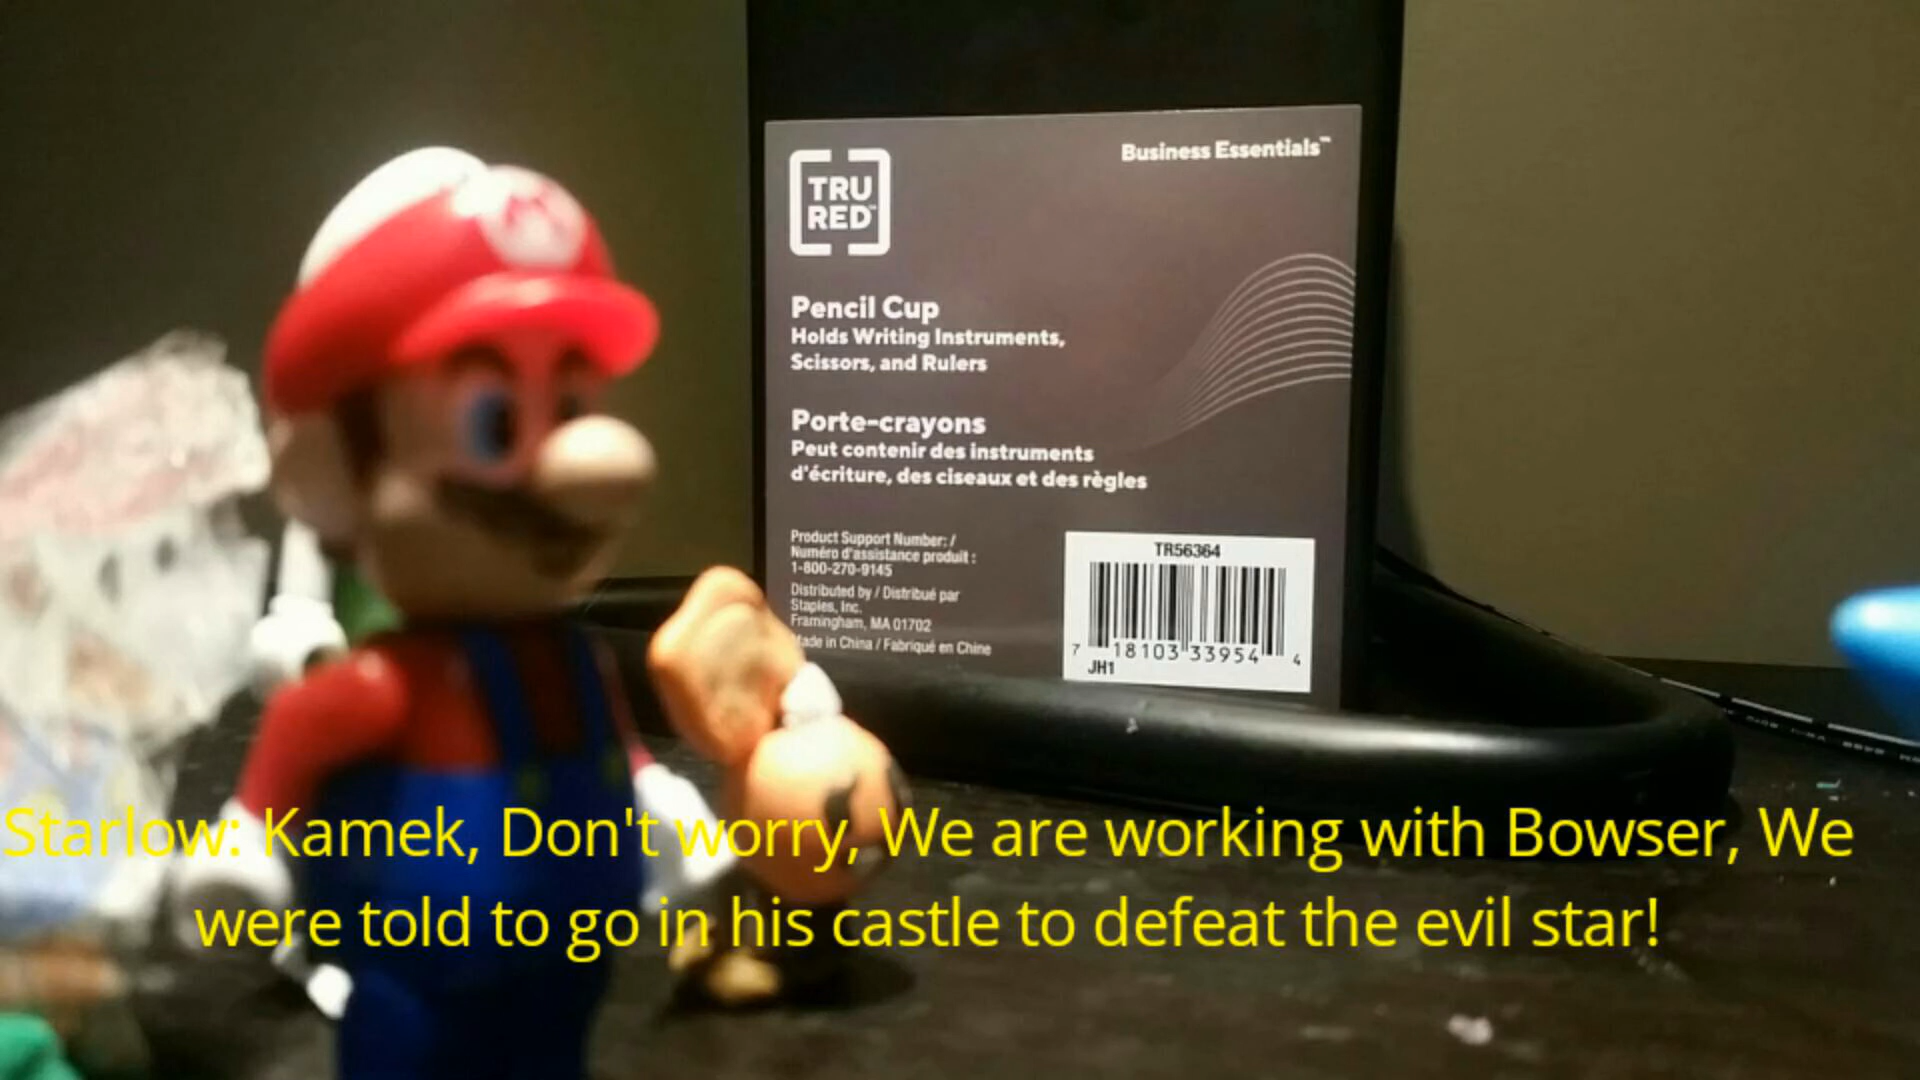 Business Essentials™
TRU
RED™
Pencil Cup
Holds Writing Instruments,
Scissors, and Rulers
Porte-crayons
Peut contenir des instruments
d'écriture, des ciseaux et des règles
Product Support Number: /
Numéro d'assistance produit :
1-800-270-9145
Distributed by / Distribué par
Staples, Inc.
Framingham, MA 01702
Made in China / Fabriqué en Chine
TR56364
7 18103 33954 4
JH1
Starlow: Kamek, Don't worry, We are working with Bowser, We
were told to go in his castle to defeat the evil star!